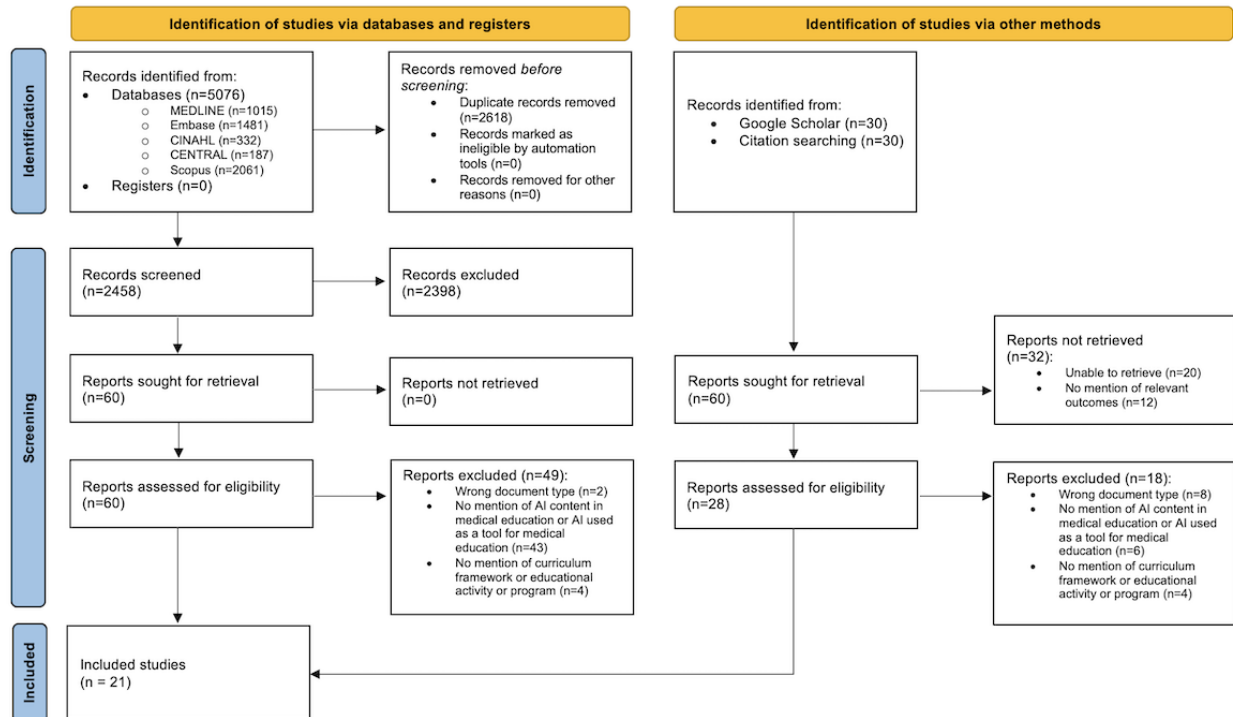 Identification of studies via databases and registers
Identification of studies via other methods
Identification
Records identified from:
• Databases (n=5076)
o MEDLINE (n=1015)
o Embase (n=1481)
o CINAHL (n=332)
o CENTRAL (n=187)
o Scopus (n=2061)
• Registers (n=0)
Records removed before
screening:
• Duplicate records removed
(n=2618)
• Records marked as
ineligible by automation
tools (n=0)
• Records removed for other
reasons (n=0)
Records identified from:
• Google Scholar (n=30)
• Citation searching (n=30)
Screening
Records screened
(n=2458)
Records excluded
(n=2398)
Reports sought for retrieval
(n=60)
Reports not retrieved
(n=0)
Reports sought for retrieval
(n=60)
Reports not retrieved
(n=32):
• Unable to retrieve (n=20)
• No mention of relevant
outcomes (n=12)
Reports assessed for eligibility
(n=60)
Reports excluded (n=49):
• Wrong document type (n=2)
• No mention of AI content in
medical education or AI used
as a tool for medical
education (n=43)
• No mention of curriculum
framework or educational
activity or program (n=4)
Reports assessed for eligibility
(n=28)
Reports excluded (n=18):
• Wrong document type (n=8)
• No mention of AI content in
medical education or AI used
as a tool for medical education
(n=6)
• No mention of curriculum
framework or educational
activity or program (n=4)
Included
Included studies
(n = 21)